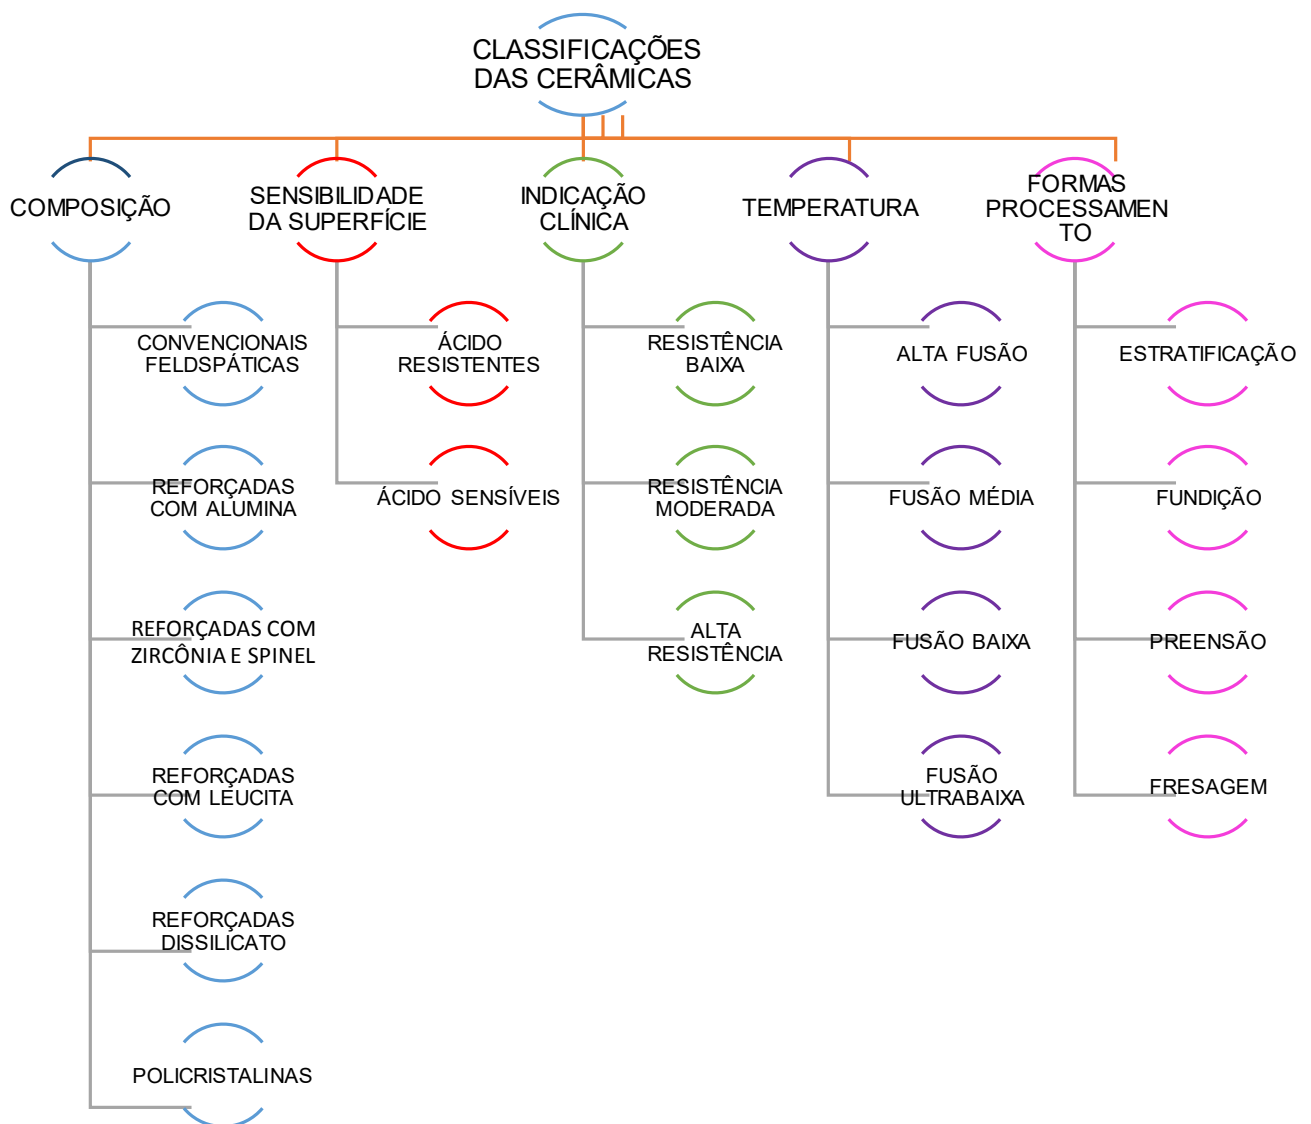 CLASSIFICAÇÕES
DAS CERÂMICAS
COMPOSIÇÃO
SENSIBILIDADE
DA SUPERFÍCIE
INDICAÇÃO
CLÍNICA
TEMPERATURA
FORMAS
PROCESSAMEN
TO
CONVENCIONAIS
FELDSPÁTICAS
REFORÇADAS
COM ALUMINA
REFORÇADAS COM
ZIRCÔNIA E SPINEL
REFORÇADAS
COM LEUCITA
REFORÇADAS
DISSILICATO
POLICRISTALINAS
ÁCIDO
RESISTENTES
ÁCIDO SENSÍVEIS
RESISTÊNCIA
BAIXA
RESISTÊNCIA
MODERADA
ALTA
RESISTÊNCIA
ALTA FUSÃO
FUSÃO MÉDIA
FUSÃO BAIXA
FUSÃO
ULTRABAIXA
ESTRATIFICAÇÃO
FUNDIÇÃO
PREENSÃO
FRESAGEM